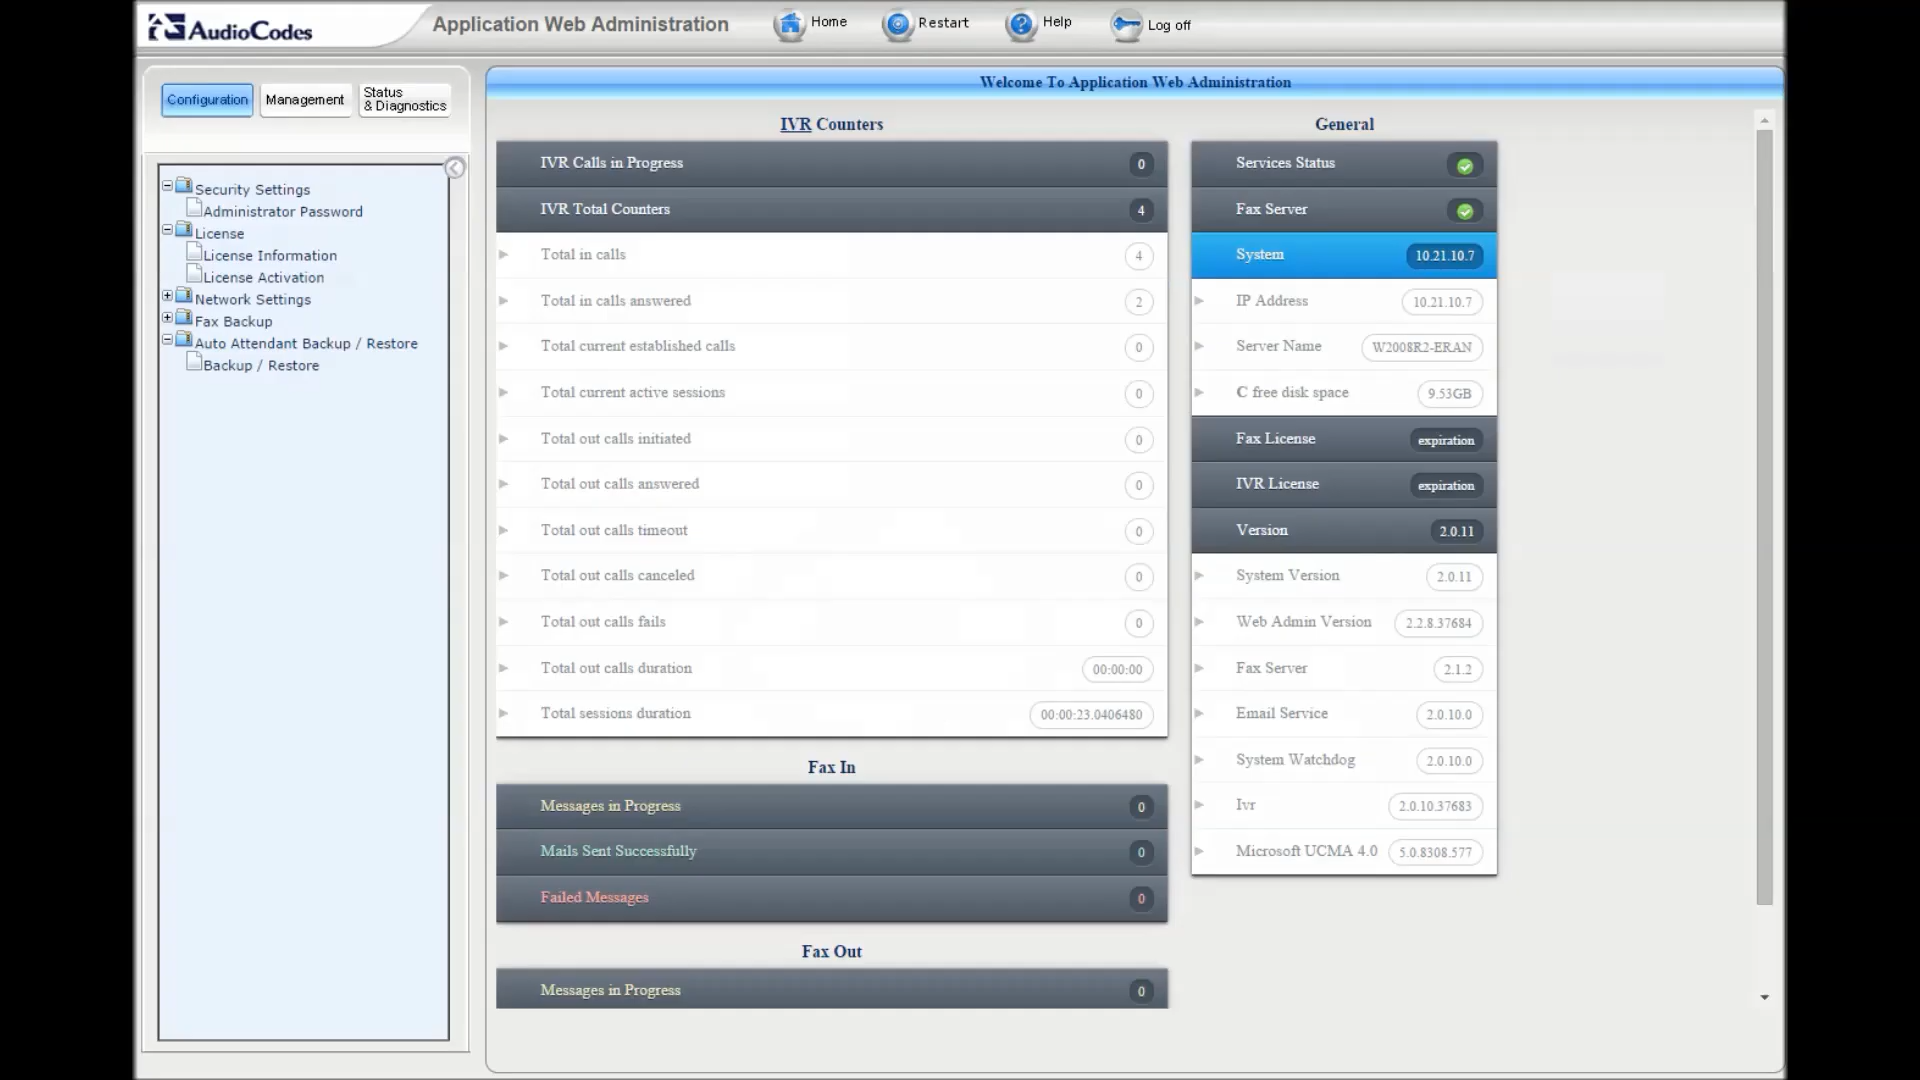 AudioCodes
Application Web Administration
Home
Restart
Help
Log off
Configuration
Management
Status
& Diagnostics
Security Settings
Administrator Password
License
License Information
License Activation
Network Settings
Fax Backup
Auto Attendant Backup / Restore
Backup / Restore
Welcome To Application Web Administration
IVR Counters
IVR Calls in Progress 0
IVR Total Counters 4
Total in calls 4
Total in calls answered 2
Total current established calls 0
Total current active sessions 0
Total out calls initiated 0
Total out calls answered 0
Total out calls timeout 0
Total out calls canceled 0
Total out calls fails 0
Total out calls duration 00:00:00
Total sessions duration 00:00:23.0406480
Fax In
Messages in Progress 0
Mails Sent Successfully 0
Failed Messages 0
Fax Out
Messages in Progress 0
General
Services Status
Fax Server
System 10.21.10.7
IP Address 10.21.10.7
Server Name W2008R2-ERAN
C free disk space 9.53GB
Fax License expiration
IVR License expiration
Version 2.0.11
System Version 2.0.11
Web Admin Version 2.2.8.37684
Fax Server 2.1.2
Email Service 2.0.10.0
System Watchdog 2.0.10.0
Ivr 2.0.10.37683
Microsoft UCMA 4.0 5.0.8308.577